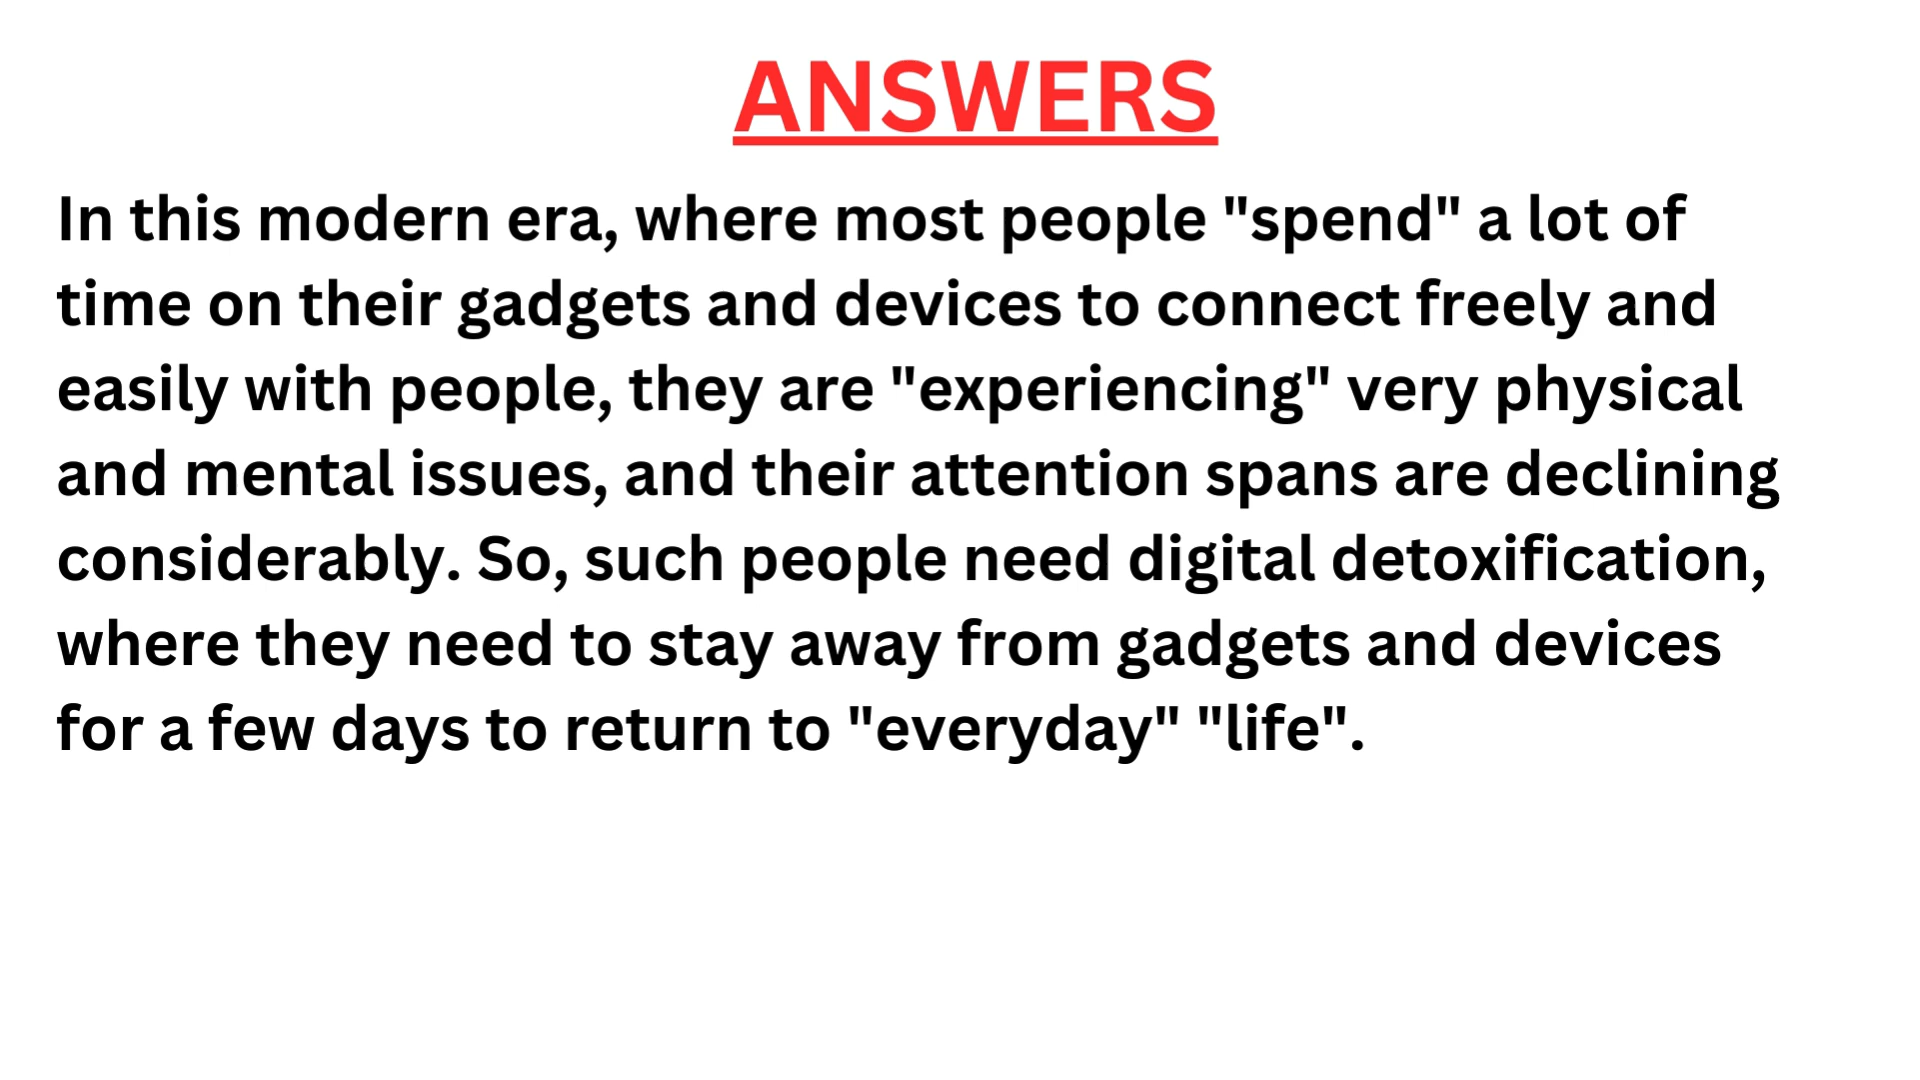 ANSWERS
In this modern era, where most people "spend" a lot of
time on their gadgets and devices to connect freely and
easily with people, they are "experiencing" very physical
and mental issues, and their attention spans are declining
considerably. So, such people need digital detoxification,
where they need to stay away from gadgets and devices
for a few days to return to "everyday" "life".